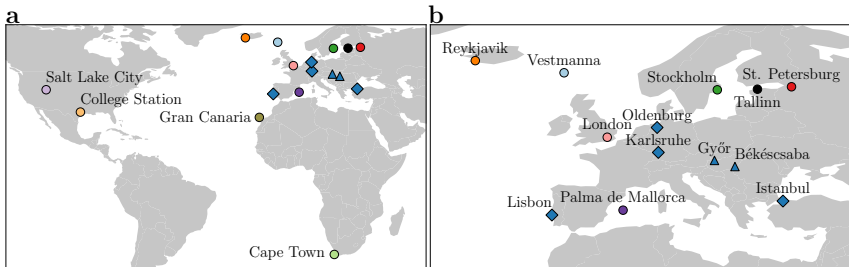 a
Salt Lake City
College Station
Gran Canaria
Cape Town
b
Reykjavik
Vestmanna
Stockholm
St. Petersburg
Tallinn
Oldenburg
London
Karlsruhe
Győr
Békéscsaba
Istanbul
Lisbon
Palma de Mallorca